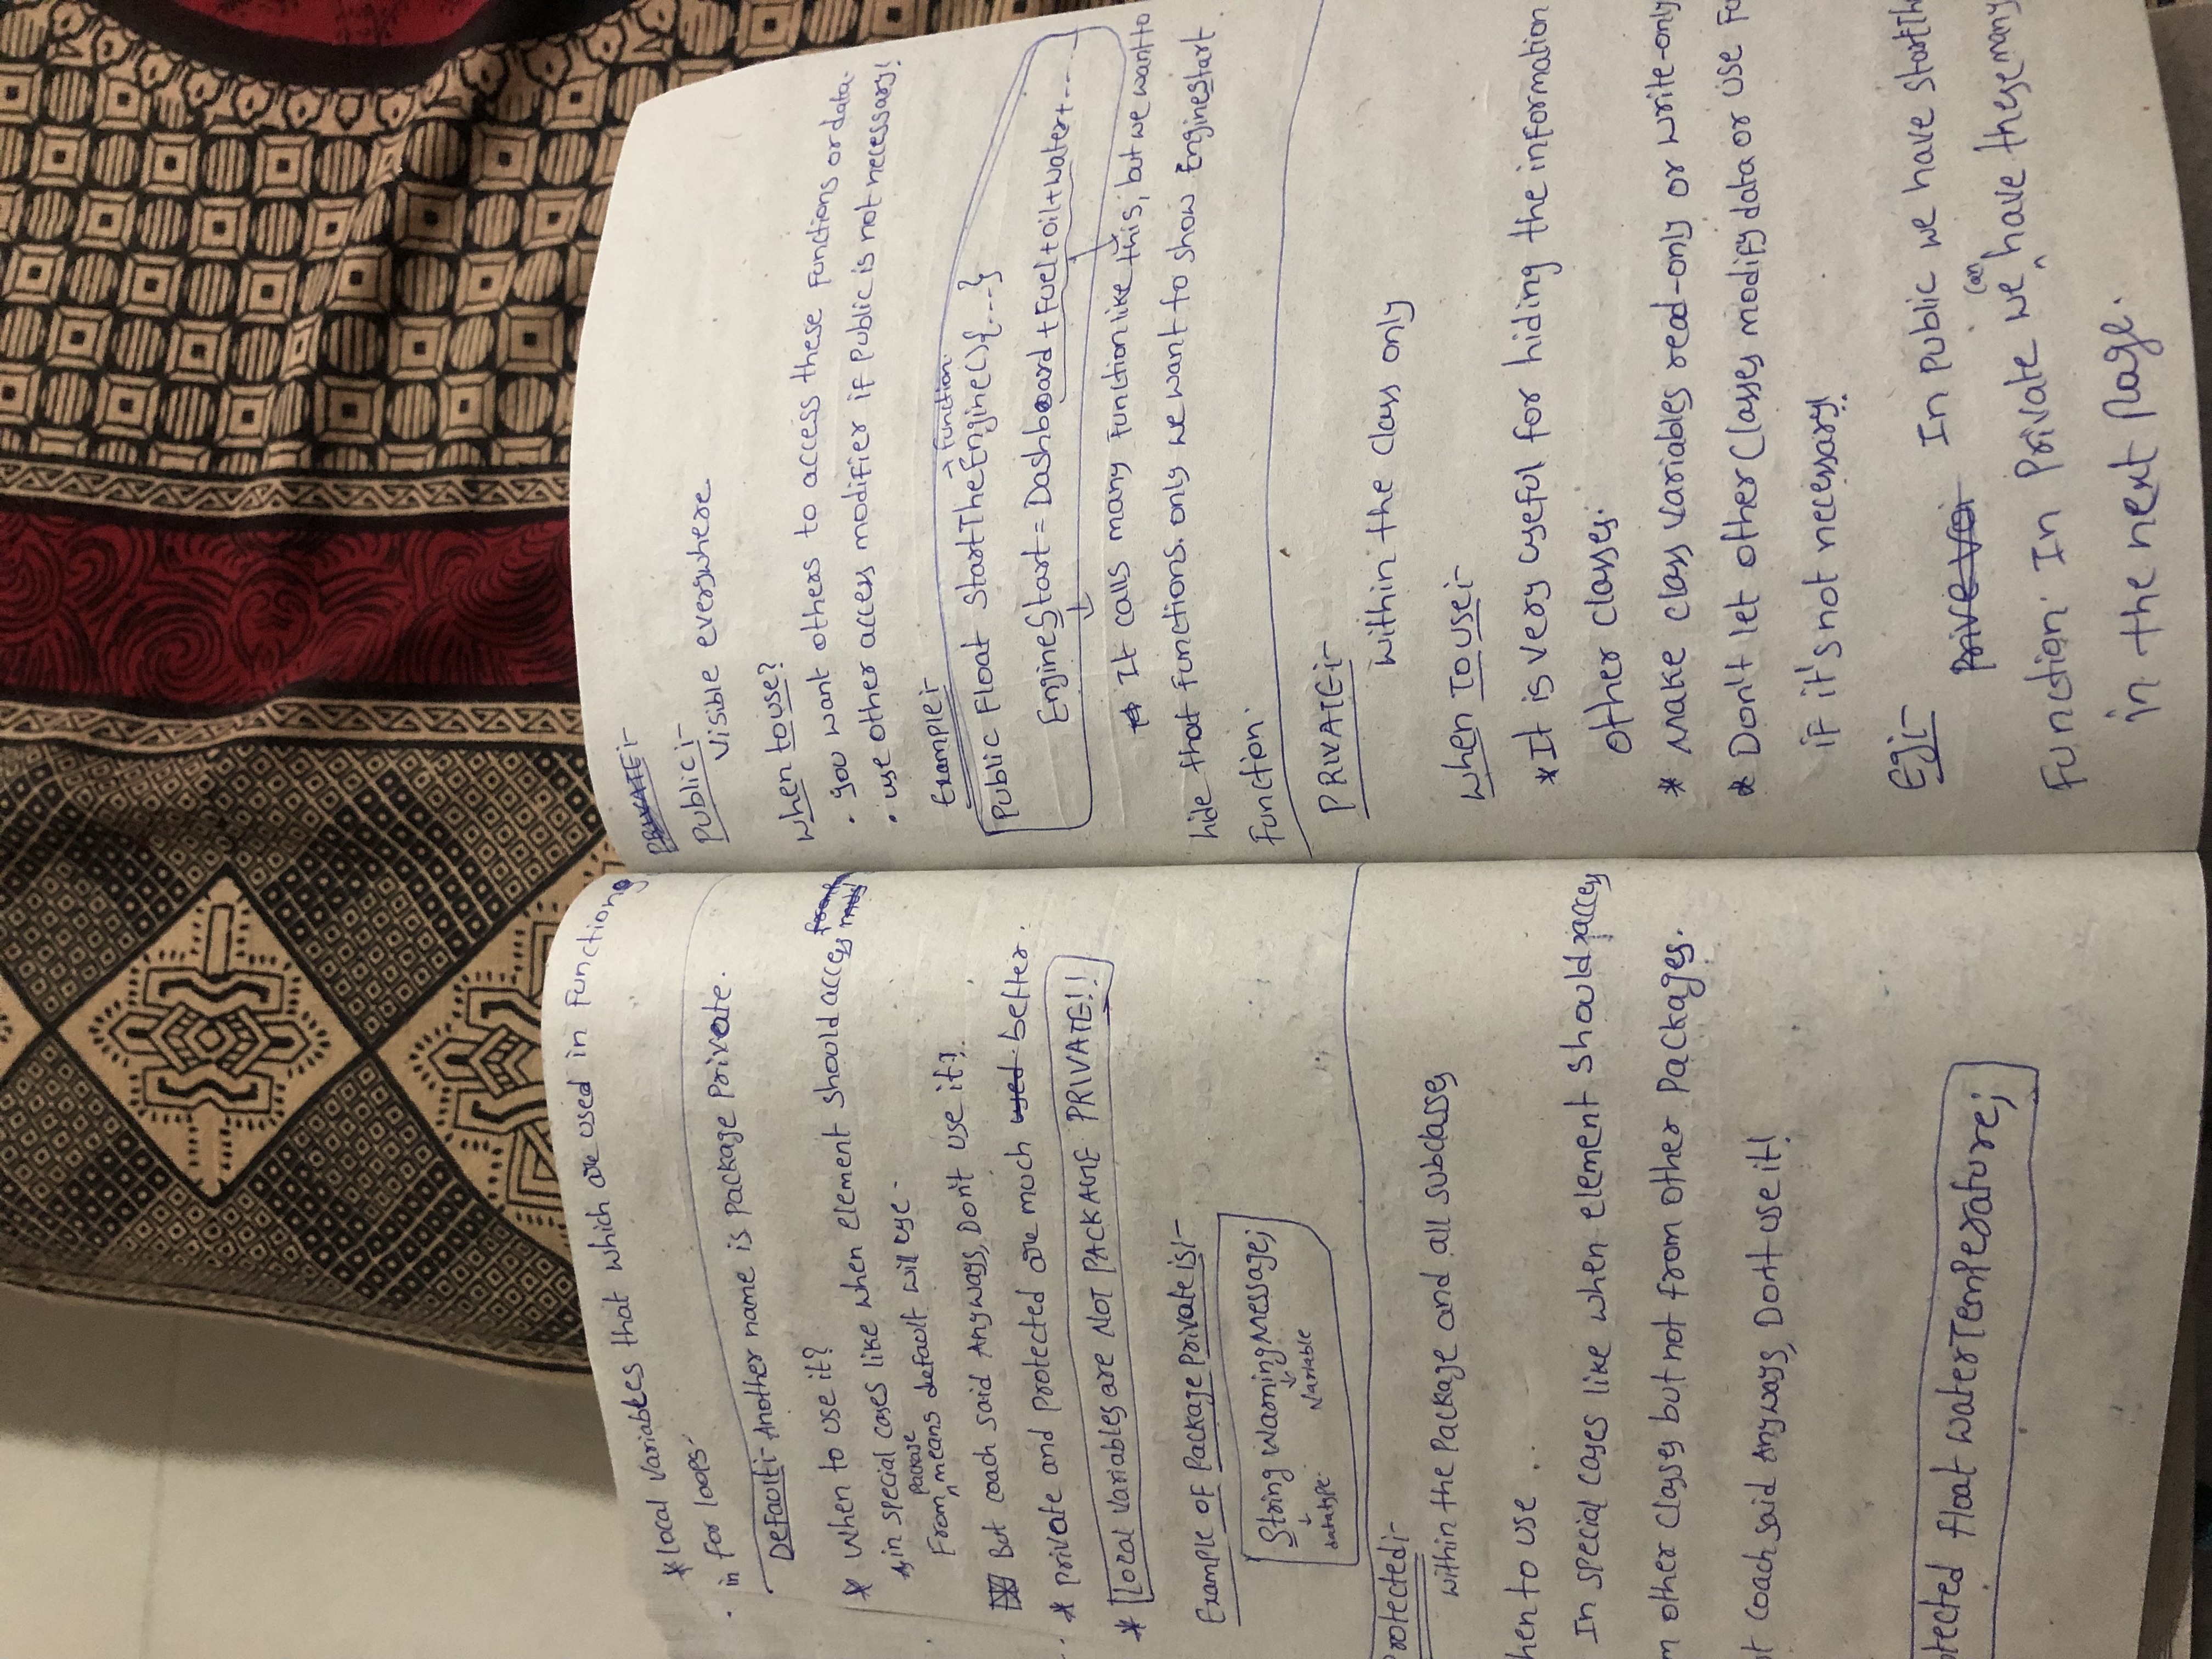 * local variables that which are used in functions
in for loops.
Default:- Another name is package private.
* When to use it?
in special cases like when element should access
From package means default will use.
But coach said Anyways, Don't use it!
* private and protected are much used better.
* Local variables are NOT PACKAGE PRIVATE!!
Example of Package private is:-
String WarningMessage;
datatype. Variable
Protected:-
within the package and all subclasses
hen to use ..
In special cases like when element should access
m other classes but not from other packages.
t coach said Anyways, Don't use it!
otected float waterTemperature;
PRIVATE:-
Public:-
Visible everywhere.
When to use?
. you want others to access these functions or data.
. use other access modifier if public is not necessary!
Example:-
→ function.
Public Float StartTheEngine(){...}
EngineStart = Dashboard + Fuel + oil + water + ....
It calls many function like this, but we want to
hide that functions. only we want to show Enginestart
Function.
PRIVATE:-
Within the class only
When To use:-
* It is very useful for hiding the information
other classes.
* Make class variables read-only or write-only
* Don't let other classes modify data or use Fu
if it's not necessary!
Eg:-
Prive voi In public we have startTh
Function. In Private we can have these many
in the next page.